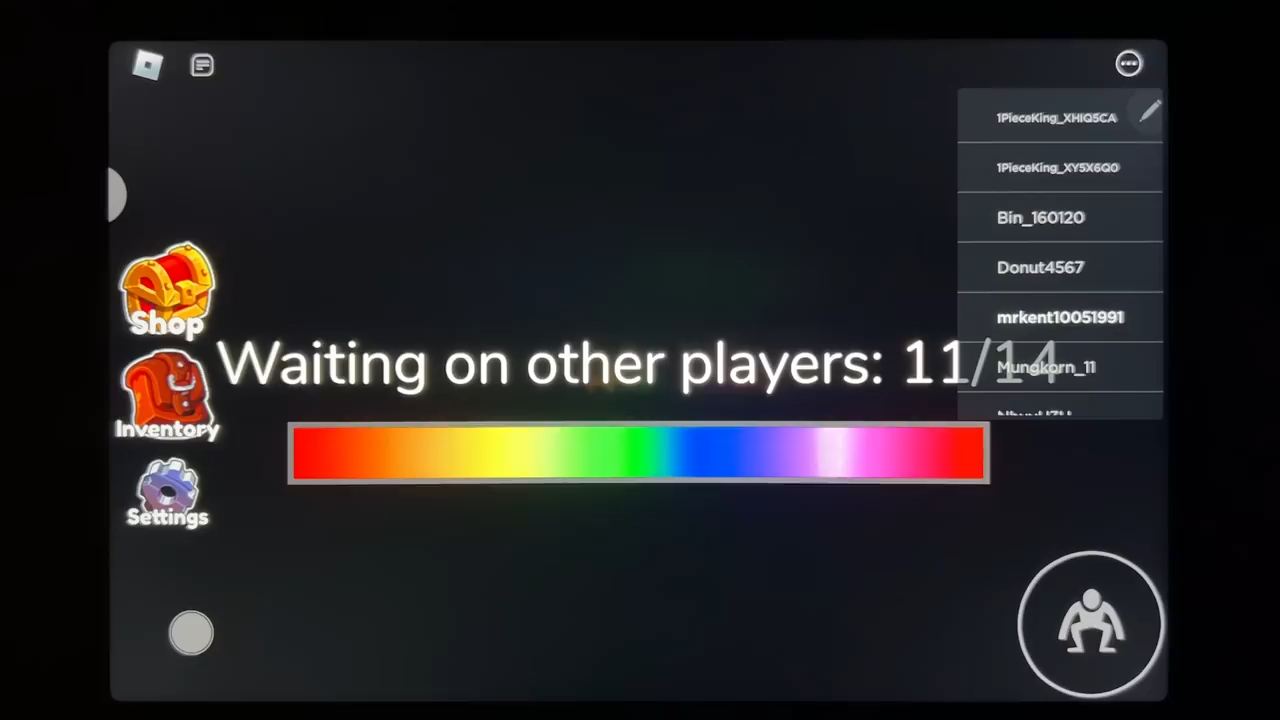 1PieceKing_XHIQ5CA
1PieceKing_XY5X6Q0
Bin_160120
Donut4567
mrkent10051991
Mungkorn_11
Shop
Waiting on other players: 11/14
Inventory
Settings